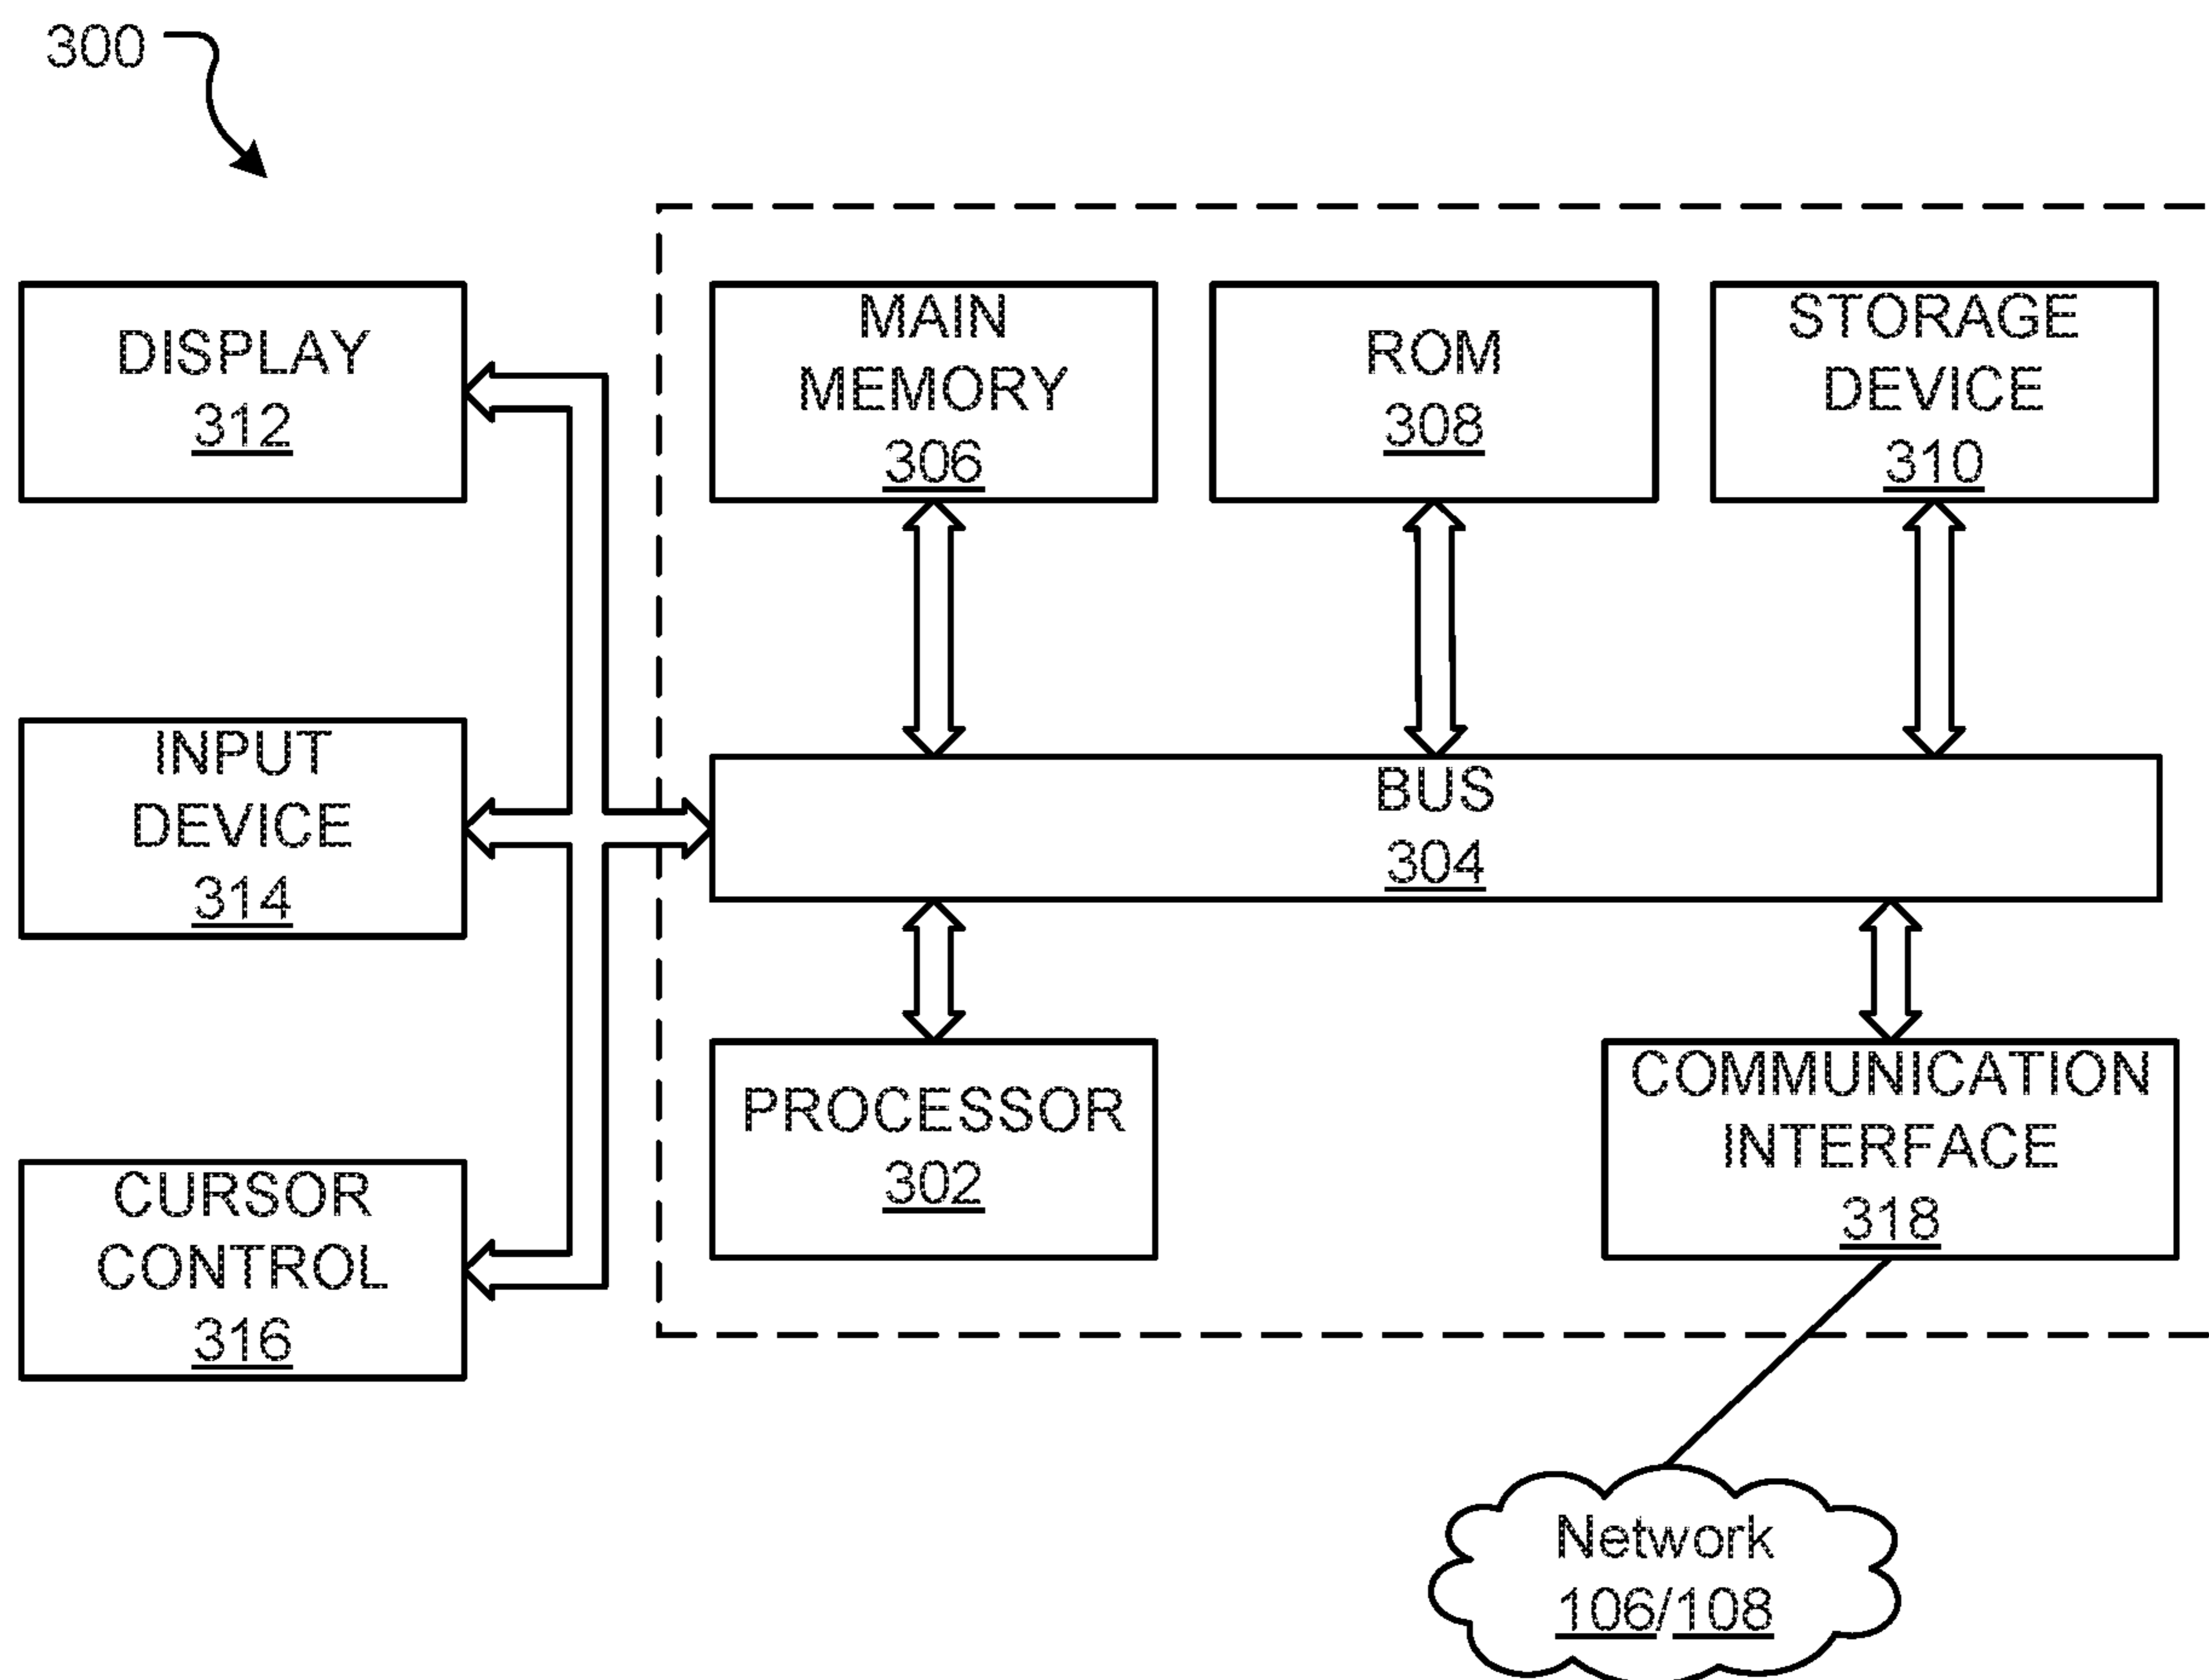 300
DISPLAY
312
MAIN
MEMORY
306
ROM
308
STORAGE
DEVICE
310
INPUT
DEVICE
314
BUS
304
CURSOR
CONTROL
316
PROCESSOR
302
COMMUNICATION
INTERFACE
318
Network
106/108